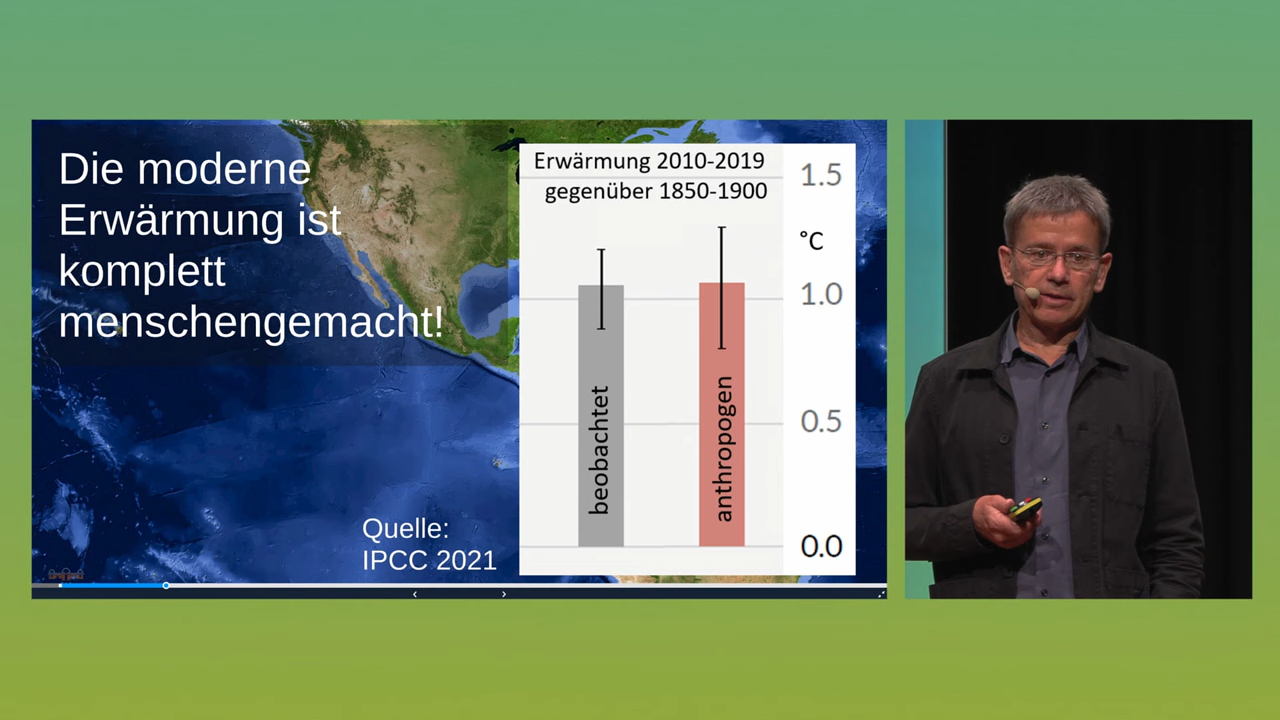 Die moderne
Erwärmung ist
komplett
menschengemacht!
Quelle:
IPCC 2021
Erwärmung 2010-2019
gegenüber 1850-1900
1.5
°C
1.0
0.5
0.0
beobachtet
anthropogen